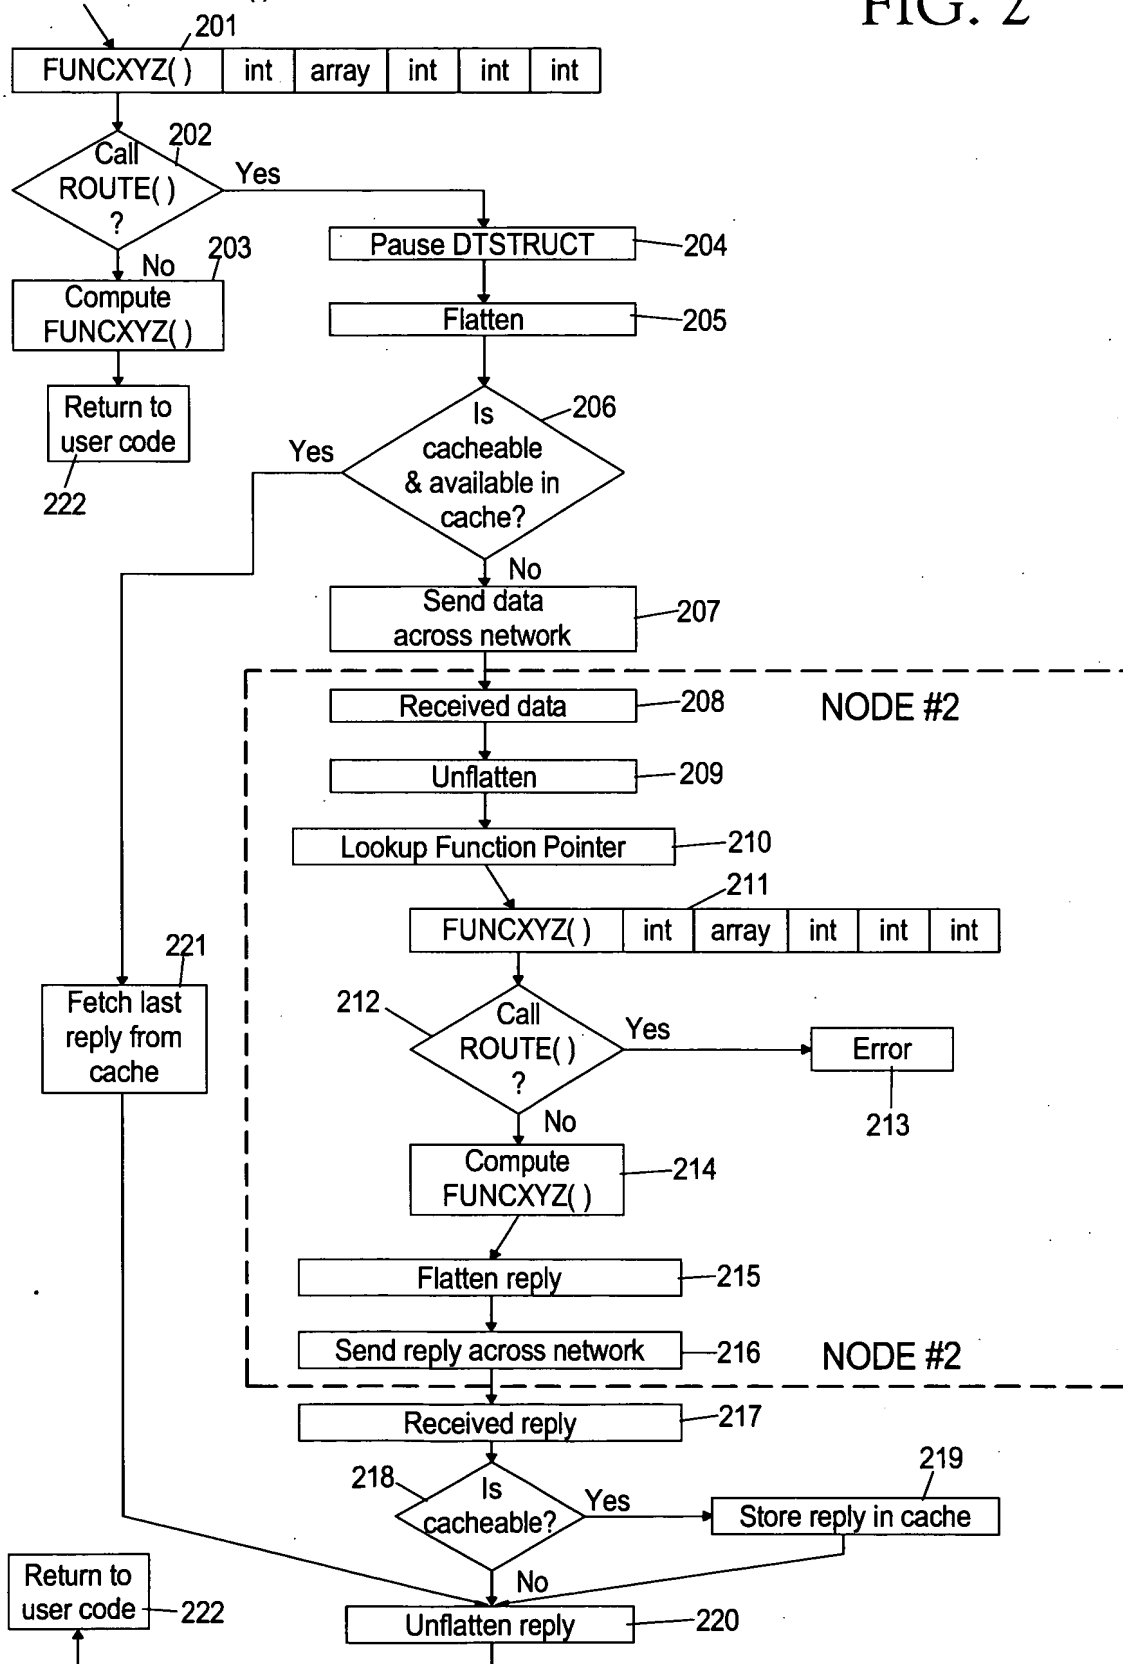 FIG. 2
201
FUNCXYZ( ) int array int int int
202
Call
ROUTE( )
?
Yes
No
203
Compute
FUNCXYZ( )
Return to
user code
222
Pause DTSTRUCT
204
Flatten
205
Is
cacheable
& available in
cache?
206
Yes
No
Send data
across network
207
NODE #2
Received data
208
Unflatten
209
Lookup Function Pointer
210
211
FUNCXYZ( ) int array int int int
212
Call
ROUTE( )
?
Yes
Error
213
No
Compute
FUNCXYZ( )
214
221
Fetch last
reply from
cache
Flatten reply
215
Send reply across network
216
NODE #2
Received reply
217
218
Is
cacheable?
Yes
219
Store reply in cache
No
Return to
user code
222
Unflatten reply
220